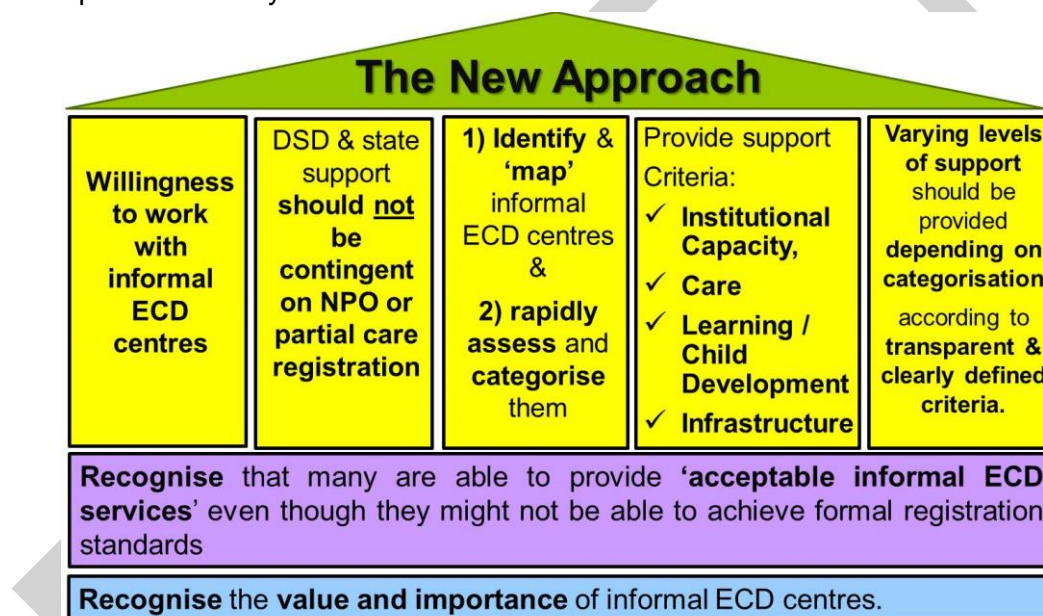 The New Approach
Willingness
to work
with
informal
ECD
centres
DSD & state
support
should not
be
contingent
on NPO or
partial care
registration
1) Identify &
‘map’
informal
ECD centres
&
2) rapidly
assess and
categorise
them
Provide support
Criteria:
✓ Institutional
Capacity,
✓ Care
✓ Learning /
Child
Development
✓ Infrastructure
Varying levels
of support
should be
provided
depending on
categorisation
according to
transparent &
clearly defined
criteria.
Recognise that many are able to provide ‘acceptable informal ECD
services’ even though they might not be able to achieve formal registration
standards
Recognise the value and importance of informal ECD centres.